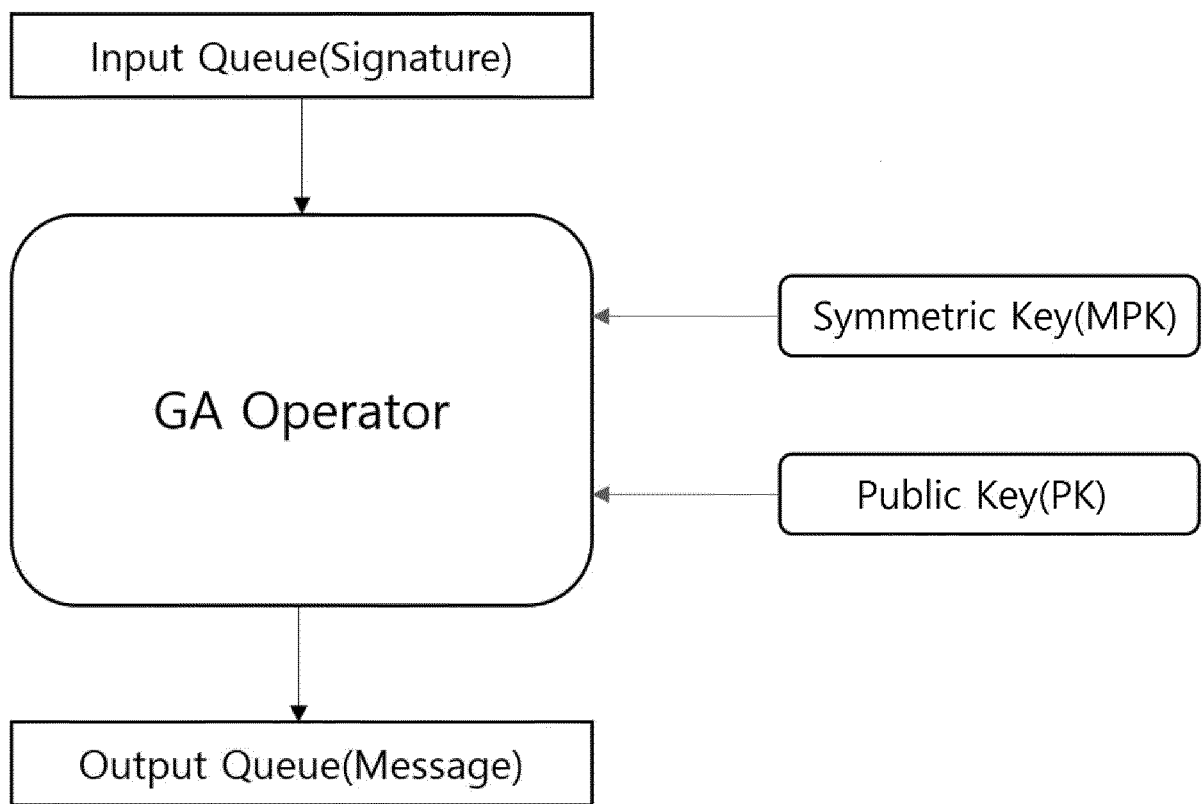 Input Queue(Signature)
Symmetric Key(MPK)
GA Operator
Public Key(PK)
Output Queue(Message)